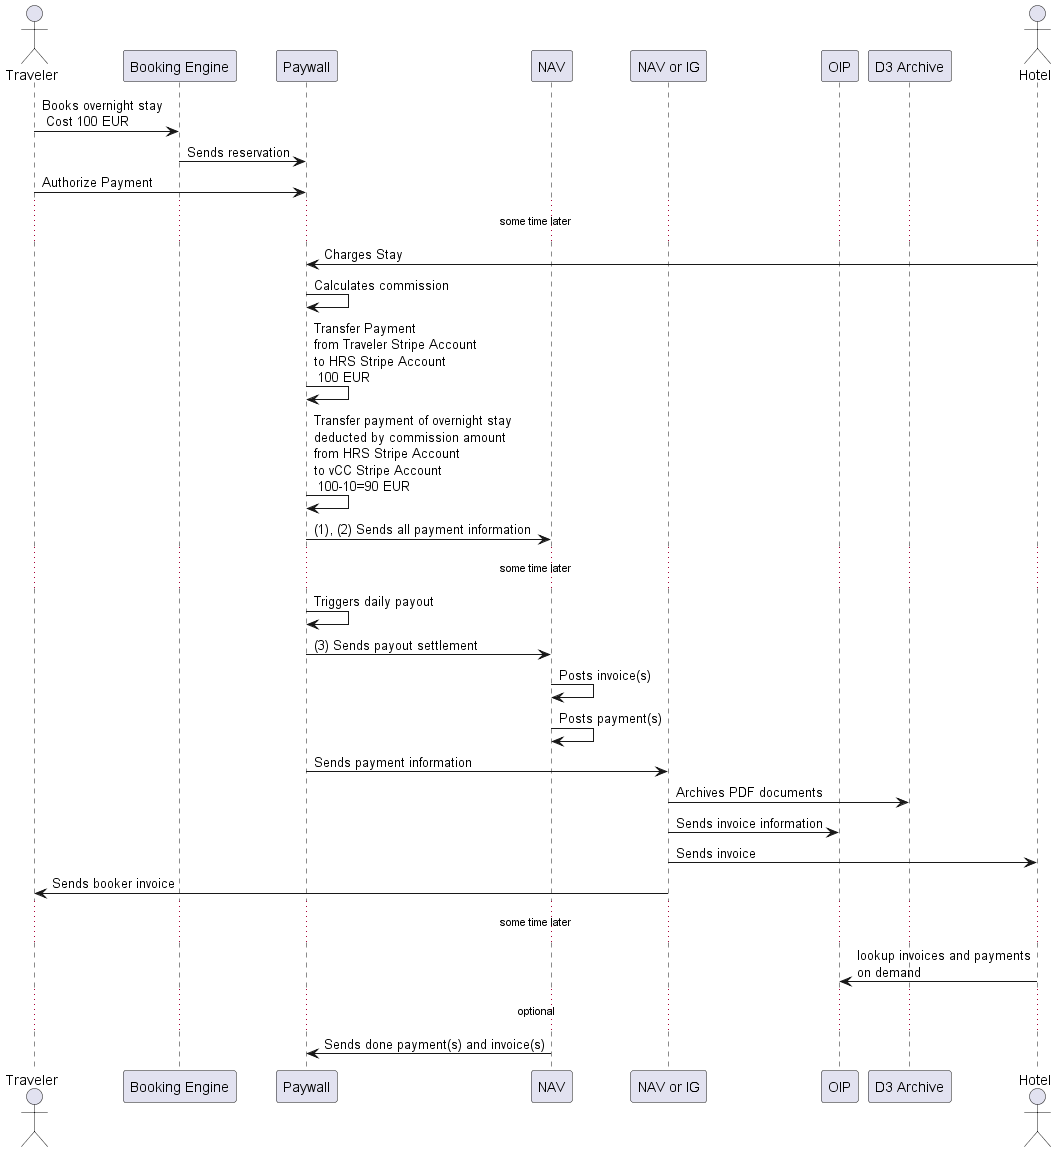 Traveler
Booking Engine
Paywall
NAV
NAV or IG
OIP
D3 Archive
Hotel
Books overnight stay
Cost 100 EUR
Sends reservation
Authorize Payment
some time later
Charges Stay
Calculates commission
Transfer Payment
from Traveler Stripe Account
to HRS Stripe Account
100 EUR
Transfer payment of overnight stay
deducted by commission amount
from HRS Stripe Account
to vCC Stripe Account
100-10=90 EUR
(1), (2) Sends all payment information
some time later
Triggers daily payout
(3) Sends payout settlement
Posts invoice(s)
Posts payment(s)
Sends payment information
Archives PDF documents
Sends invoice information
Sends invoice
Sends booker invoice
some time later
lookup invoices and payments
on demand
optional
Sends done payment(s) and invoice(s)
Traveler
Booking Engine
Paywall
NAV
NAV or IG
OIP
D3 Archive
Hotel